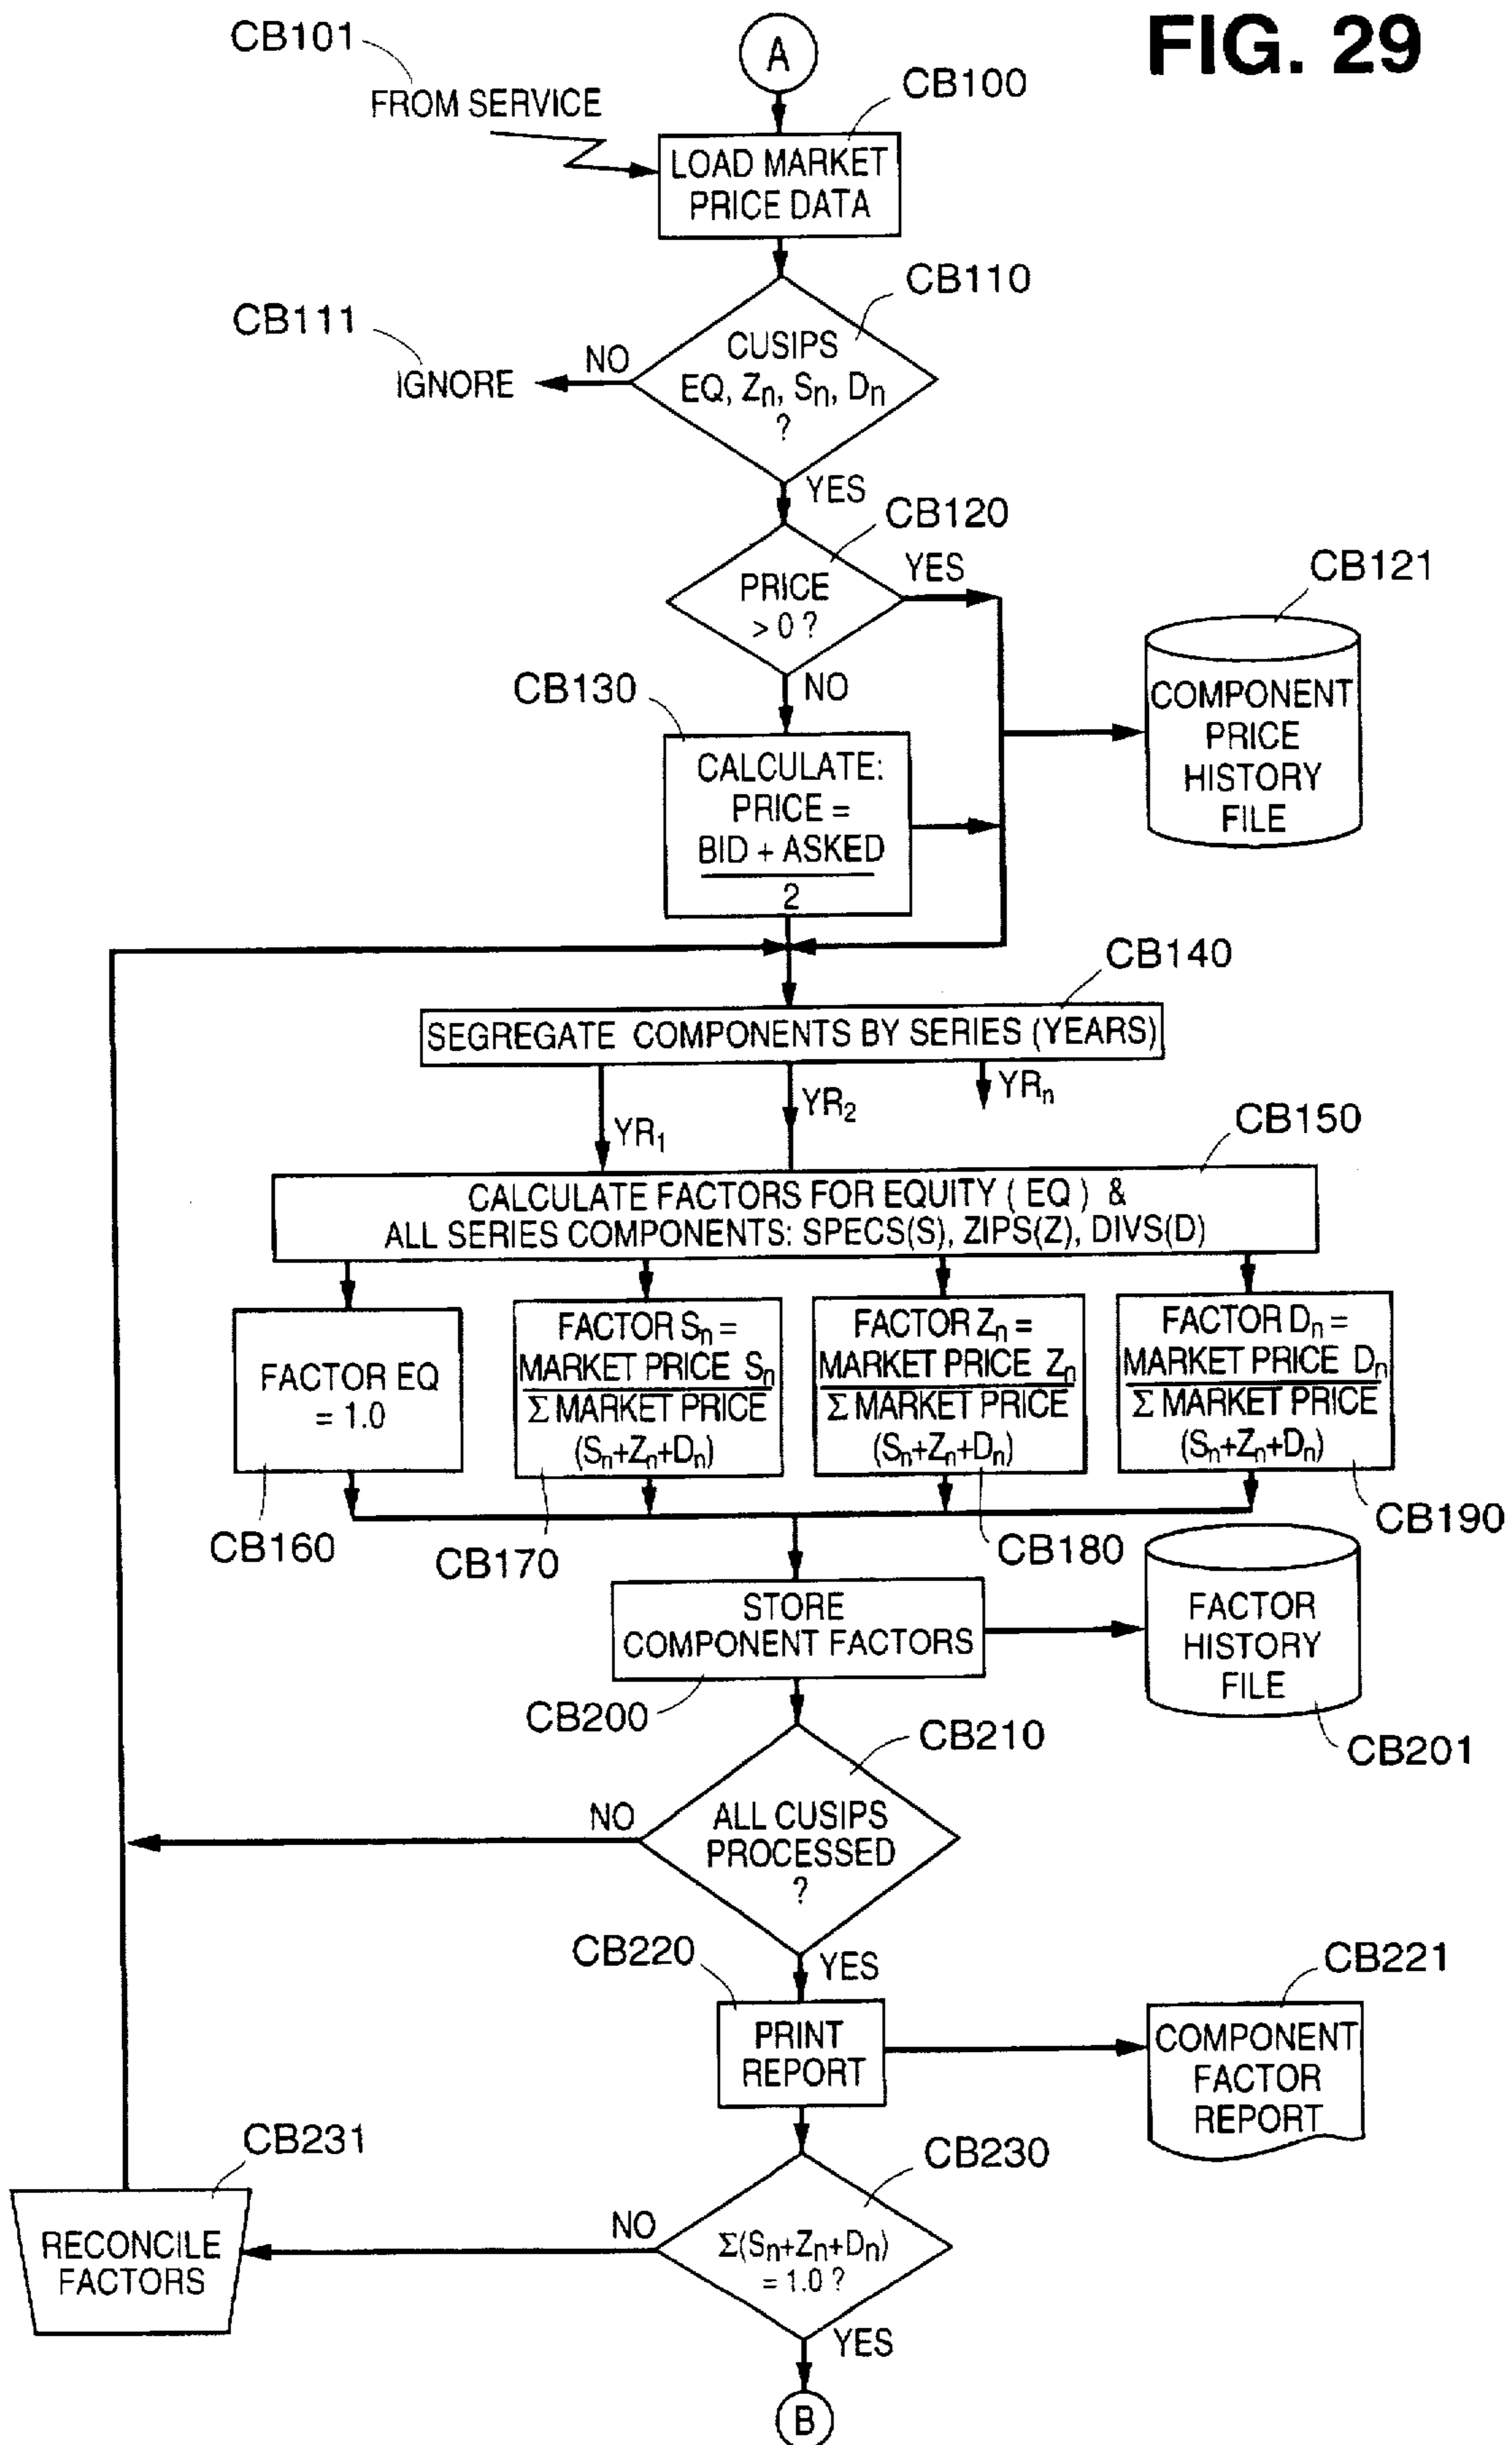 FIG. 29
CB101
A
FROM SERVICE
CB100
LOAD MARKET
PRICE DATA
CB110
CB111
IGNORE
NO
CUSIPS
EQ, Zn, Sn, Dn
?
YES
CB120
PRICE
> 0 ?
YES
CB121
COMPONENT
PRICE
HISTORY
FILE
NO
CB130
CALCULATE:
PRICE =
BID + ASKED
2
CB140
SEGREGATE COMPONENTS BY SERIES (YEARS)
YR1
YR2
YRn
CB150
CALCULATE FACTORS FOR EQUITY ( EQ ) &
ALL SERIES COMPONENTS: SPECS(S), ZIPS(Z), DIVS(D)
FACTOR EQ
= 1.0
FACTOR Sn =
MARKET PRICE Sn
Σ MARKET PRICE
(Sn+Zn+Dn)
FACTOR Zn =
MARKET PRICE Zn
Σ MARKET PRICE
(Sn+Zn+Dn)
FACTOR Dn =
MARKET PRICE Dn
Σ MARKET PRICE
(Sn+Zn+Dn)
CB160
CB170
CB180
CB190
STORE
COMPONENT FACTORS
CB200
FACTOR
HISTORY
FILE
CB201
CB210
NO
ALL CUSIPS
PROCESSED
?
YES
CB220
PRINT
REPORT
CB221
COMPONENT
FACTOR
REPORT
CB230
CB231
RECONCILE
FACTORS
NO
Σ(Sn+Zn+Dn)
= 1.0 ?
YES
B